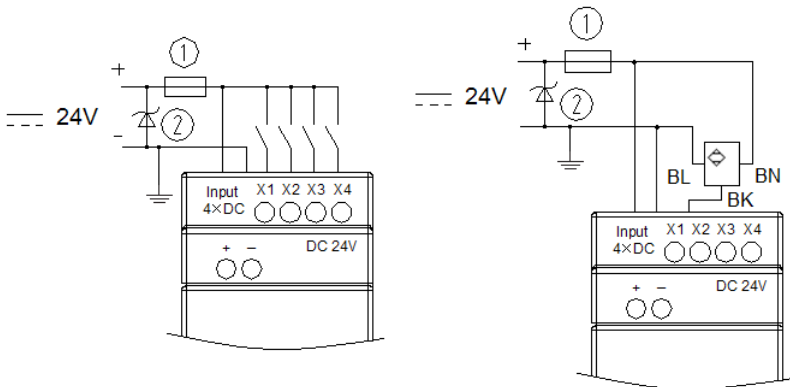 1
+
24V
2
-
Input X1 X2 X3 X4
4×DC
+ – DC 24V
1
+
24V
2
BL BN
BK
Input X1 X2 X3 X4
4×DC
+ – DC 24V